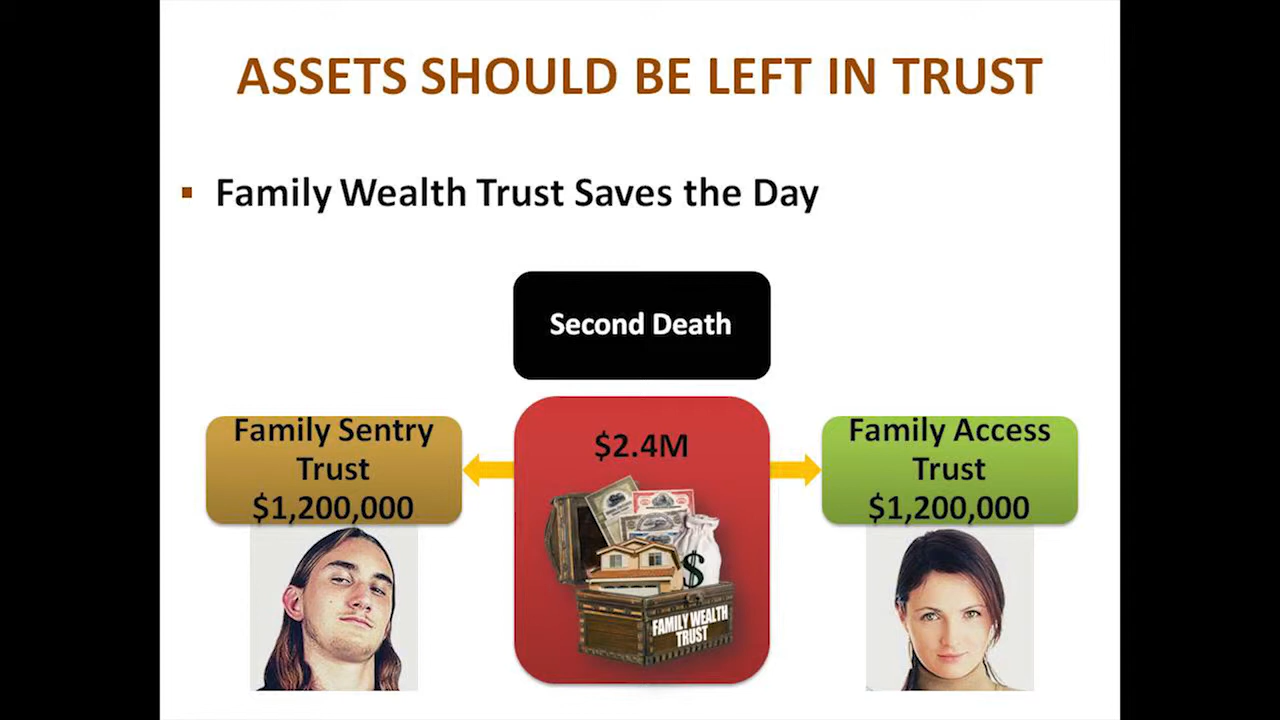 ASSETS SHOULD BE LEFT IN TRUST
▪ Family Wealth Trust Saves the Day
Second Death
Family Sentry
Trust
$1,200,000
$2.4M
$
FAMILY WEALTH
TRUST
Family Access
Trust
$1,200,000